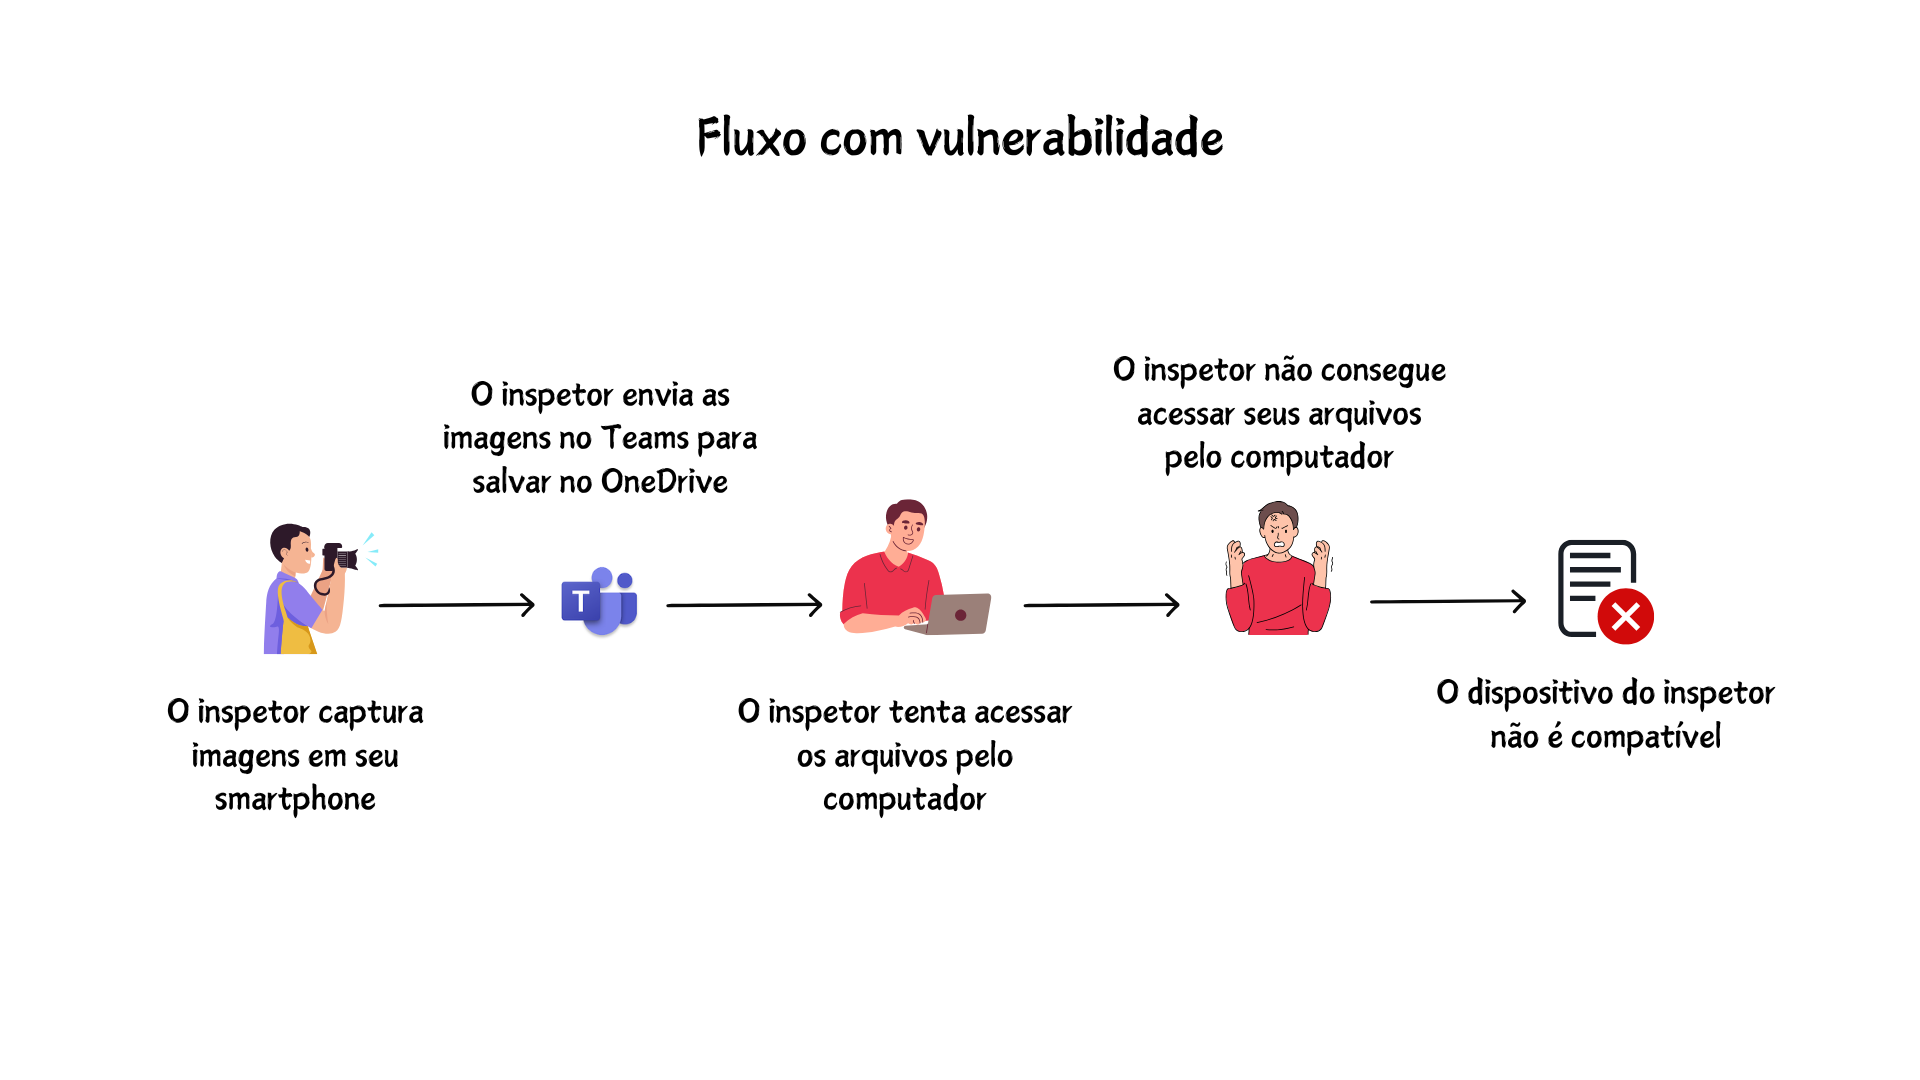 Fluxo com vulnerabilidade
O inspetor captura
imagens em seu
smartphone
O inspetor envia as
imagens no Teams para
salvar no OneDrive
T
O inspetor tenta acessar
os arquivos pelo
computador
O inspetor não consegue
acessar seus arquivos
pelo computador
O dispositivo do inspetor
não é compatível